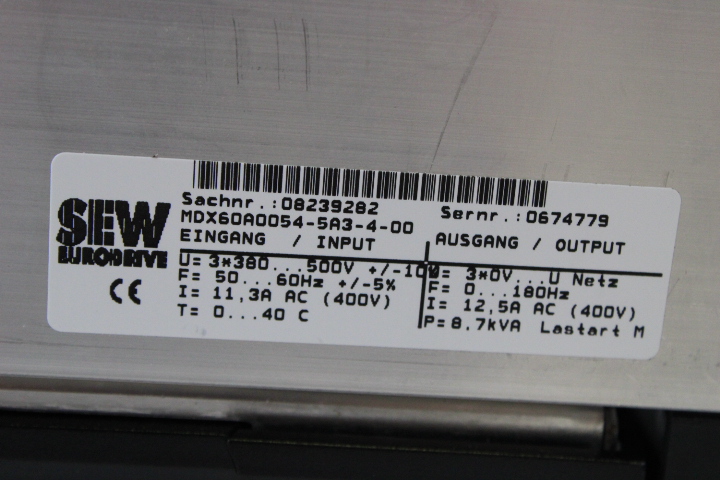 SEW
EURODRIVE
CE
Sachnr.:08239282
Sernr.:0674779
MDX60A0054-5A3-4-00
EINGANG / INPUT
AUSGANG / OUTPUT
U= 3*380...500V +/-10%
U= 3*0V...U Netz
F= 50...60Hz +/-5%
F= 0...180Hz
I= 11,3A AC (400V)
I= 12,5A AC (400V)
T= 0...40 C
P= 8.7kVA Lastart M